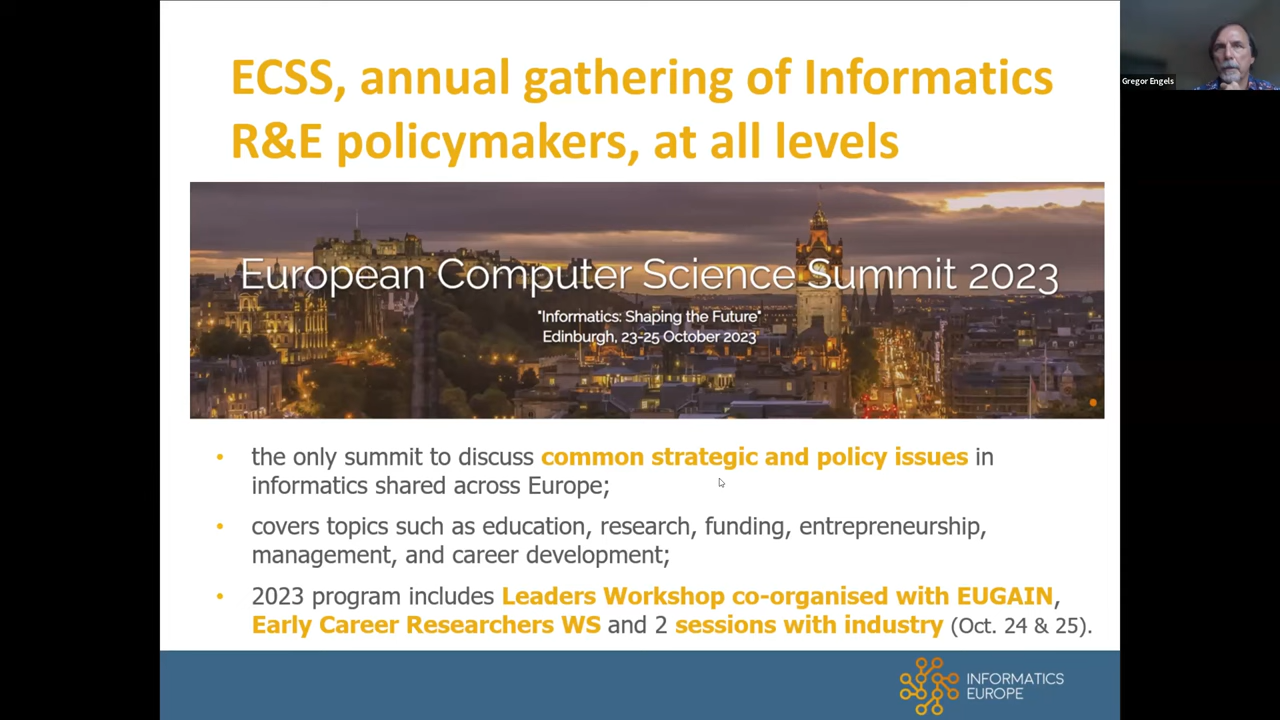 ECSS, annual gathering of Informatics
R&E policymakers, at all levels
Gregor Engels
European Computer Science Summit 2023
"Informatics: Shaping the Future"
Edinburgh, 23-25 October 2023
• the only summit to discuss common strategic and policy issues in
informatics shared across Europe;
• covers topics such as education, research, funding, entrepreneurship,
management, and career development;
• 2023 program includes Leaders Workshop co-organised with EUGAIN,
Early Career Researchers WS and 2 sessions with industry (Oct. 24 & 25).
INFORMATICS
EUROPE